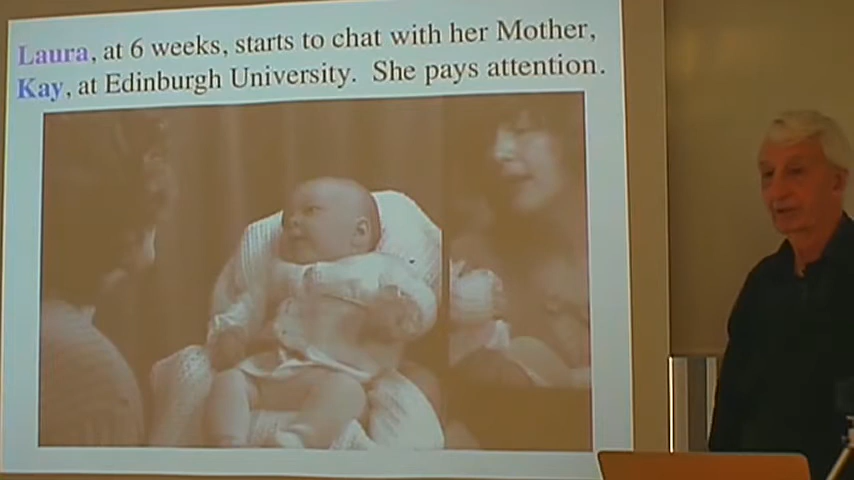 Laura, at 6 weeks, starts to chat with her Mother,
Kay, at Edinburgh University. She pays attention.